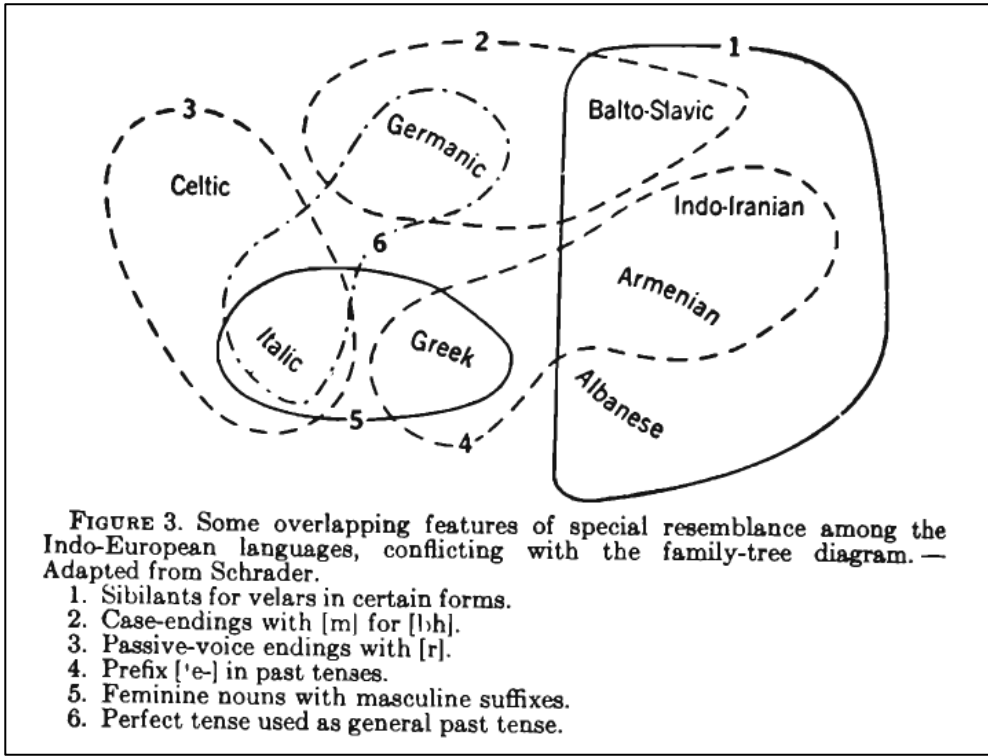 2
1
3
Balto-Slavic
Germanic
Celtic
Indo-Iranian
6
Armenian
Italic
Greek
Albanese
5
4
FIGURE 3. Some overlapping features of special resemblance among the
Indo-European languages, conflicting with the family-tree diagram. —
Adapted from Schrader.
1. Sibilants for velars in certain forms.
2. Case-endings with [m] for [bh].
3. Passive-voice endings with [r].
4. Prefix ['e-] in past tenses.
5. Feminine nouns with masculine suffixes.
6. Perfect tense used as general past tense.